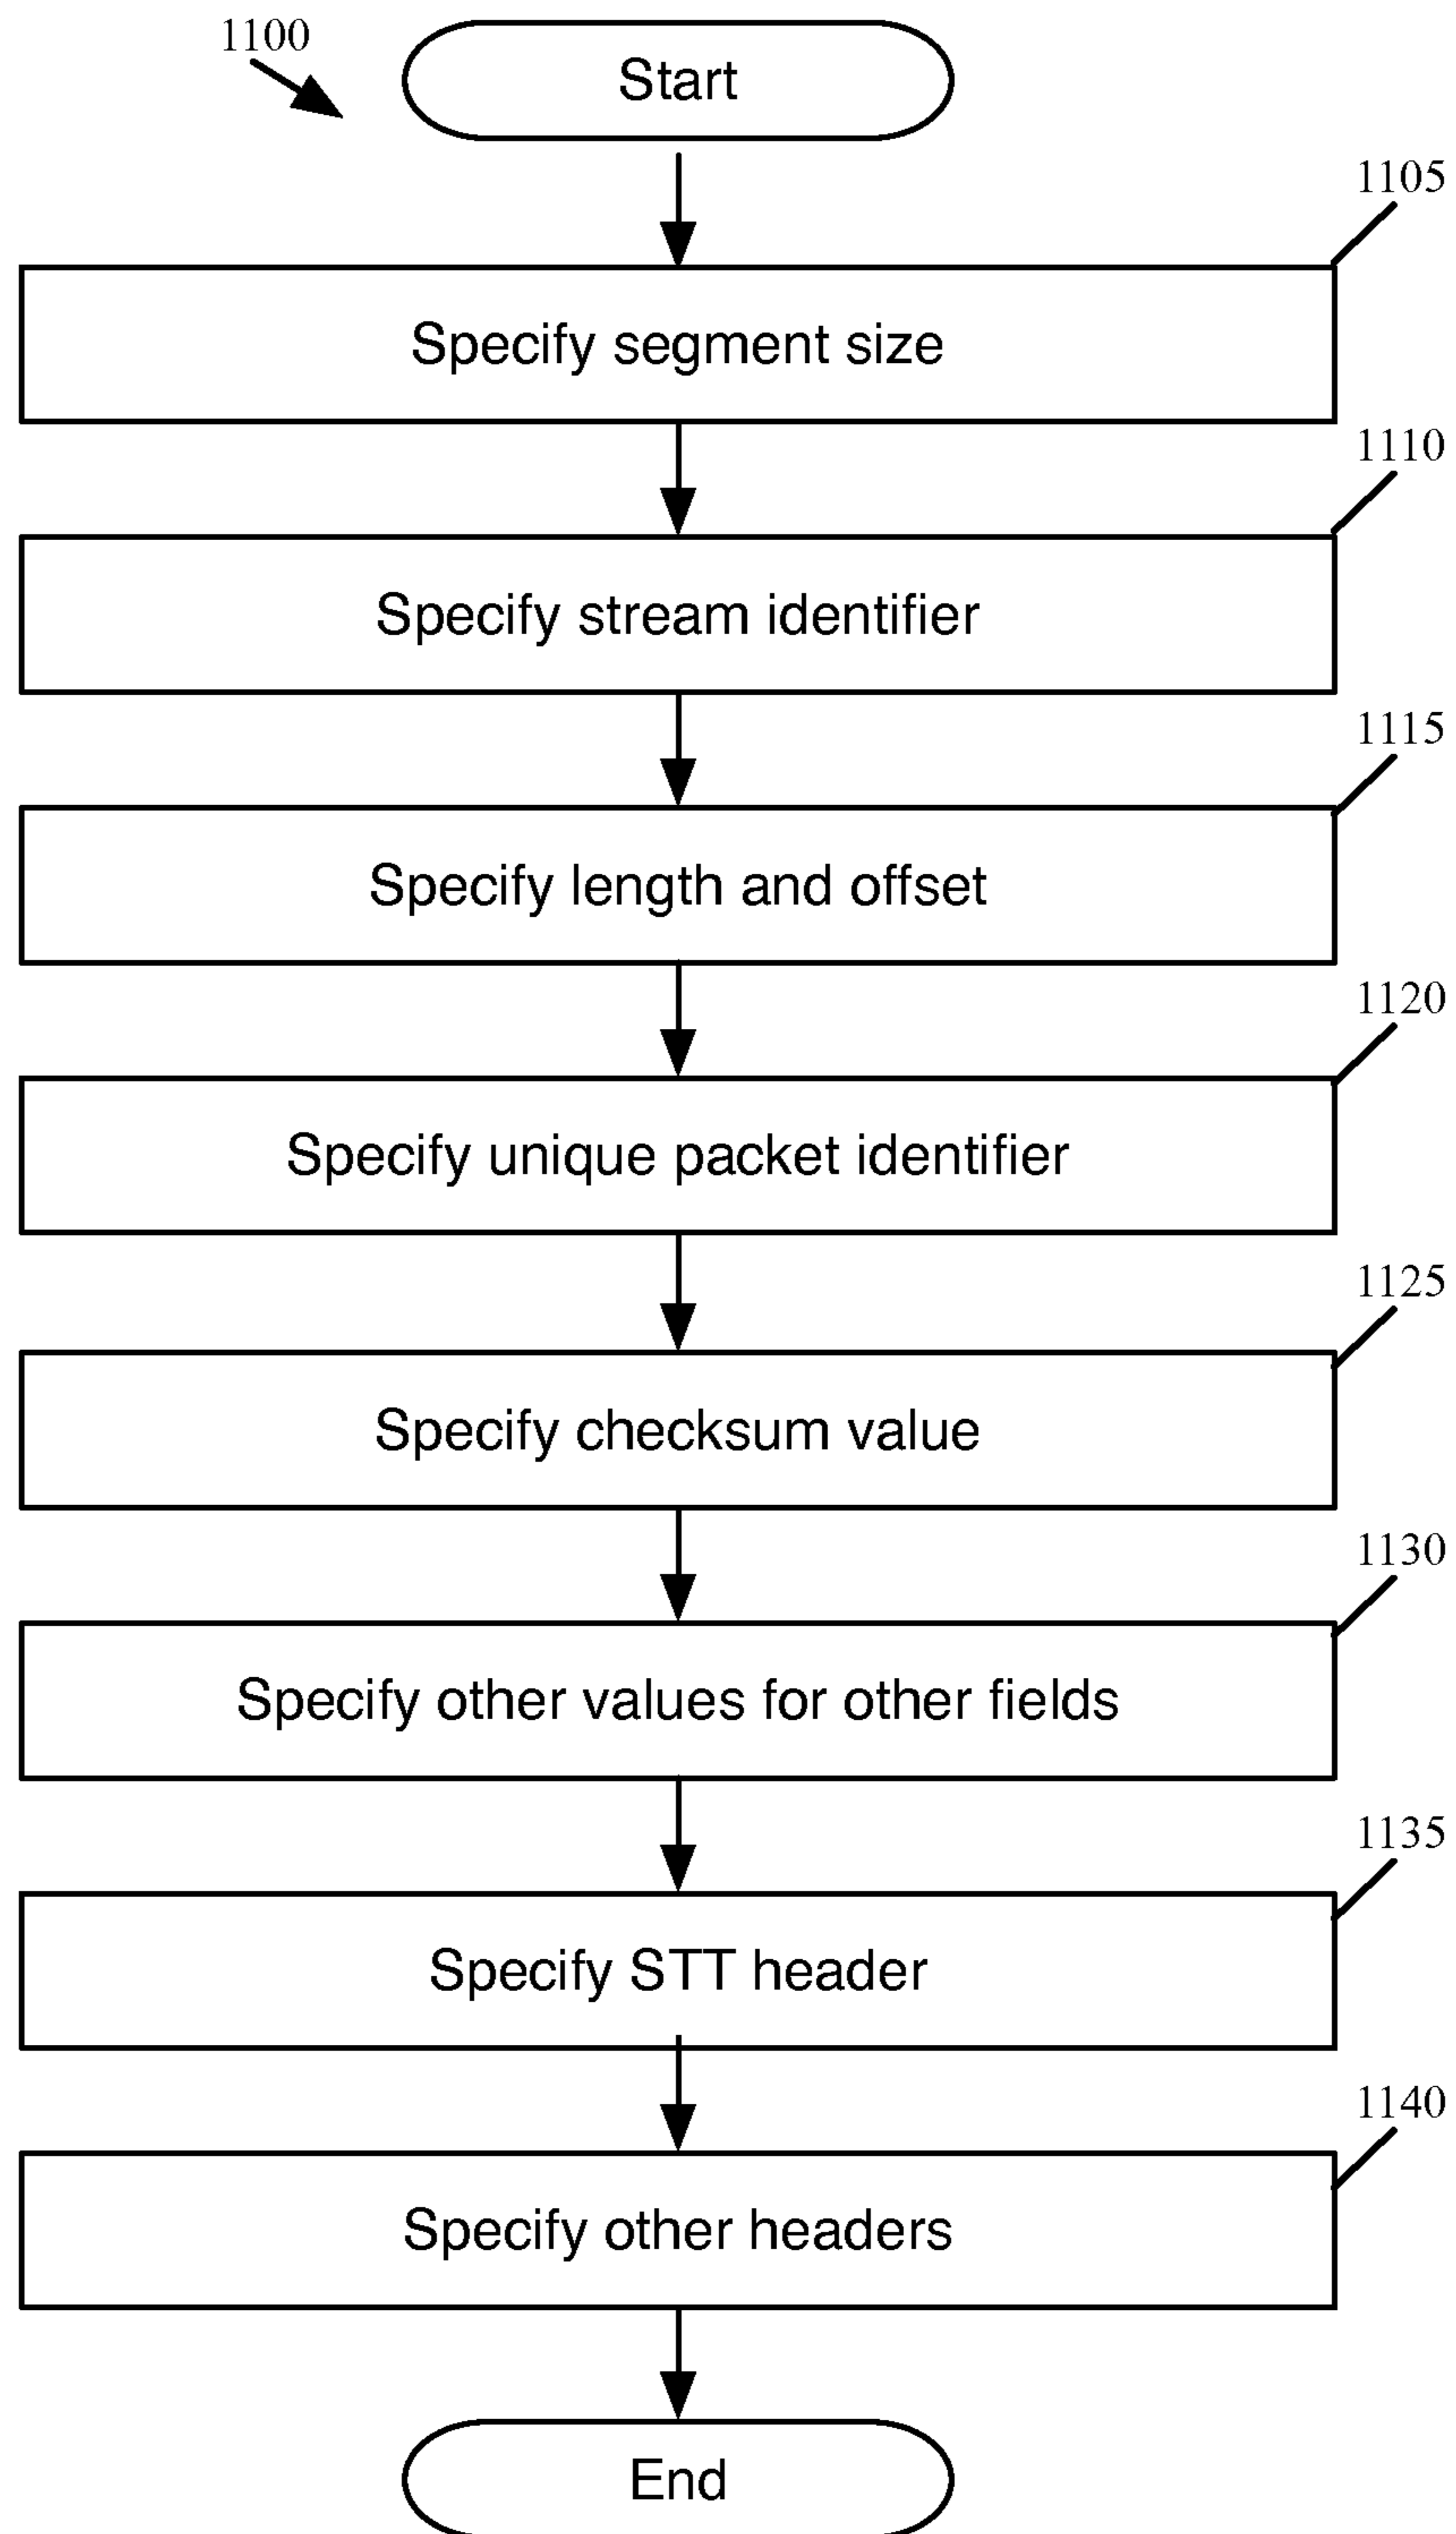 1100
Start
1105
Specify segment size
1110
Specify stream identifier
1115
Specify length and offset
1120
Specify unique packet identifier
1125
Specify checksum value
1130
Specify other values for other fields
1135
Specify STT header
1140
Specify other headers
End